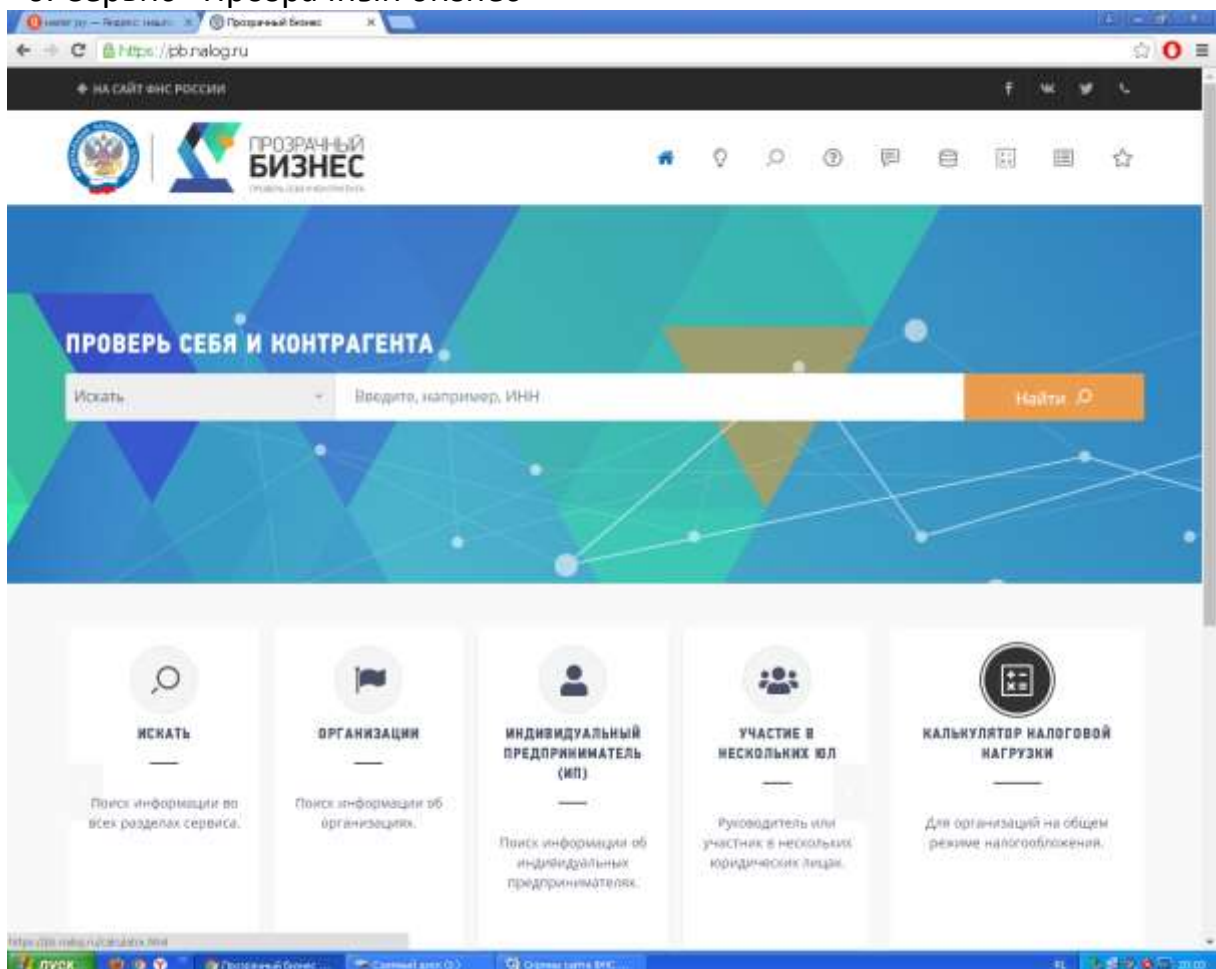 Прозрачный бизнес
https://pb.nalog.ru
НА САЙТ ФНС РОССИИ
ПРОЗРАЧНЫЙ
БИЗНЕС
ПРОВЕРЬ СЕБЯ И КОНТРАГЕНТА
Искать
Введите, например, ИНН
Найти
ИСКАТЬ
Поиск информации во
всех разделах сервиса.
ОРГАНИЗАЦИИ
Поиск информации об
организациях.
ИНДИВИДУАЛЬНЫЙ
ПРЕДПРИНИМАТЕЛЬ
(ИП)
Поиск информации об
индивидуальных
предпринимателях.
УЧАСТИЕ В
НЕСКОЛЬКИХ ЮЛ
Руководитель или
участник в нескольких
юридических лицах.
КАЛЬКУЛЯТОР НАЛОГОВОЙ
НАГРУЗКИ
Для организаций на общем
режиме налогообложения.
пуск